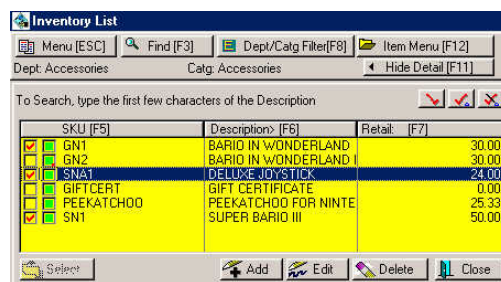 Inventory List
Menu [ESC] Find [F3] Dept/Catg Filter[F8] Item Menu [F12]
Dept: Accessories Catg: Accessories Hide Detail [F11]
To Search, type the first few characters of the Description
SKU [F5] Description> [F6] Retail: [F7]
GN1 BARIO IN WONDERLAND 30.00
GN2 BARIO IN WONDERLAND I 30.00
SNA1 DELUXE JOYSTICK 24.00
GIFTCERT GIFT CERTIFICATE 0.00
PEEKATCHOO PEEKATCHOO FOR NINTE 25.33
SN1 SUPER BARIO III 50.00
Select Add Edit Delete Close